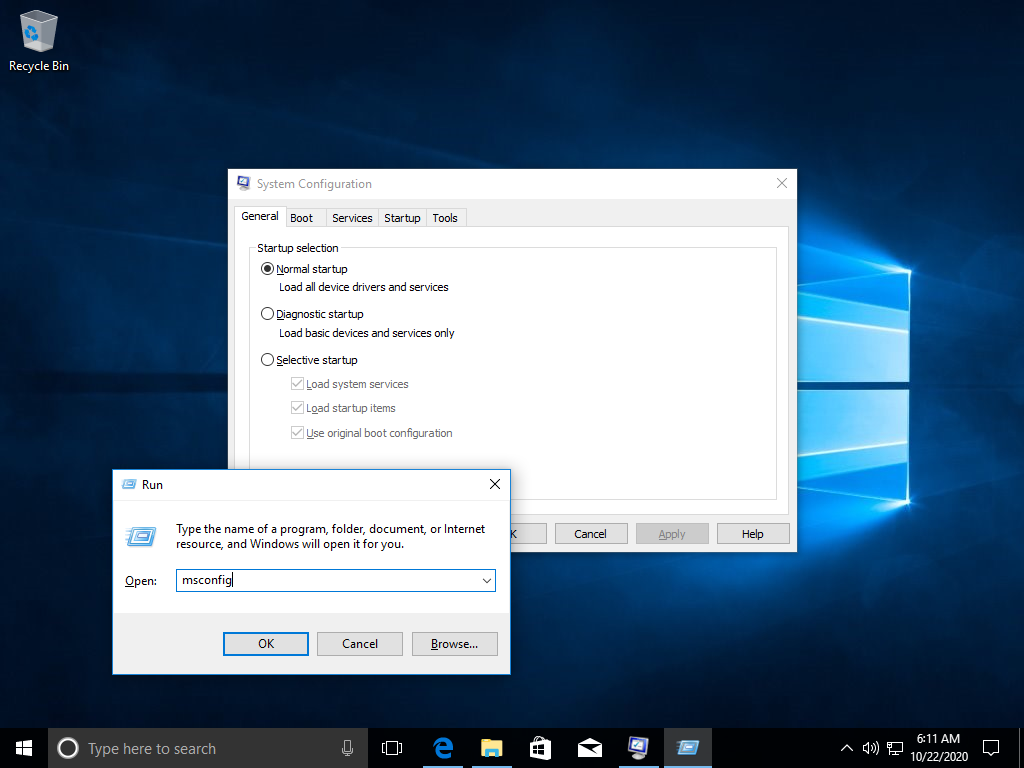 Recycle Bin
System Configuration
General Boot Services Startup Tools
Startup selection
Normal startup
Load all device drivers and services
Diagnostic startup
Load basic devices and services only
Selective startup
Load system services
Load startup items
Use original boot configuration
K Cancel Apply Help
Run
Type the name of a program, folder, document, or Internet
resource, and Windows will open it for you.
Open: msconfig
OK Cancel Browse...
Type here to search
6:11 AM
10/22/2020